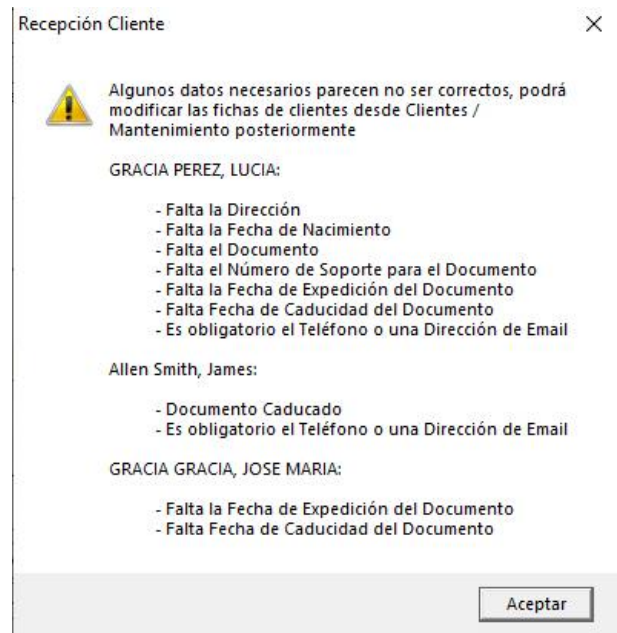 Recepción Cliente
Algunos datos necesarios parecen no ser correctos, podrá
modificar las fichas de clientes desde Clientes /
Mantenimiento posteriormente
GRACIA PEREZ, LUCIA:
- Falta la Dirección
- Falta la Fecha de Nacimiento
- Falta el Documento
- Falta el Número de Soporte para el Documento
- Falta la Fecha de Expedición del Documento
- Falta Fecha de Caducidad del Documento
- Es obligatorio el Teléfono o una Dirección de Email
Allen Smith, James:
- Documento Caducado
- Es obligatorio el Teléfono o una Dirección de Email
GRACIA GRACIA, JOSE MARIA:
- Falta la Fecha de Expedición del Documento
- Falta Fecha de Caducidad del Documento
Aceptar